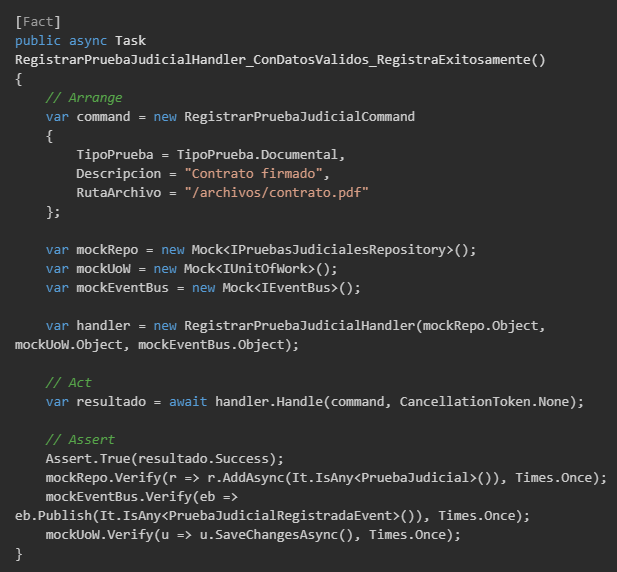 [Fact]
public async Task
RegistrarPruebaJudicialHandler_ConDatosValidos_RegistraExitosamente()
{
    // Arrange
    var command = new RegistrarPruebaJudicialCommand
    {
        TipoPrueba = TipoPrueba.Documental,
        Descripcion = "Contrato firmado",
        RutaArchivo = "/archivos/contrato.pdf"
    };

    var mockRepo = new Mock<IPruebasJudicialesRepository>();
    var mockUoW = new Mock<IUnitOfWork>();
    var mockEventBus = new Mock<IEventBus>();

    var handler = new RegistrarPruebaJudicialHandler(mockRepo.Object,
mockUoW.Object, mockEventBus.Object);

    // Act
    var resultado = await handler.Handle(command, CancellationToken.None);

    // Assert
    Assert.True(resultado.Success);
    mockRepo.Verify(r => r.AddAsync(It.IsAny<PruebaJudicial>()), Times.Once);
    mockEventBus.Verify(eb =>
eb.Publish(It.IsAny<PruebaJudicialRegistradaEvent>()), Times.Once);
    mockUoW.Verify(u => u.SaveChangesAsync(), Times.Once);
}